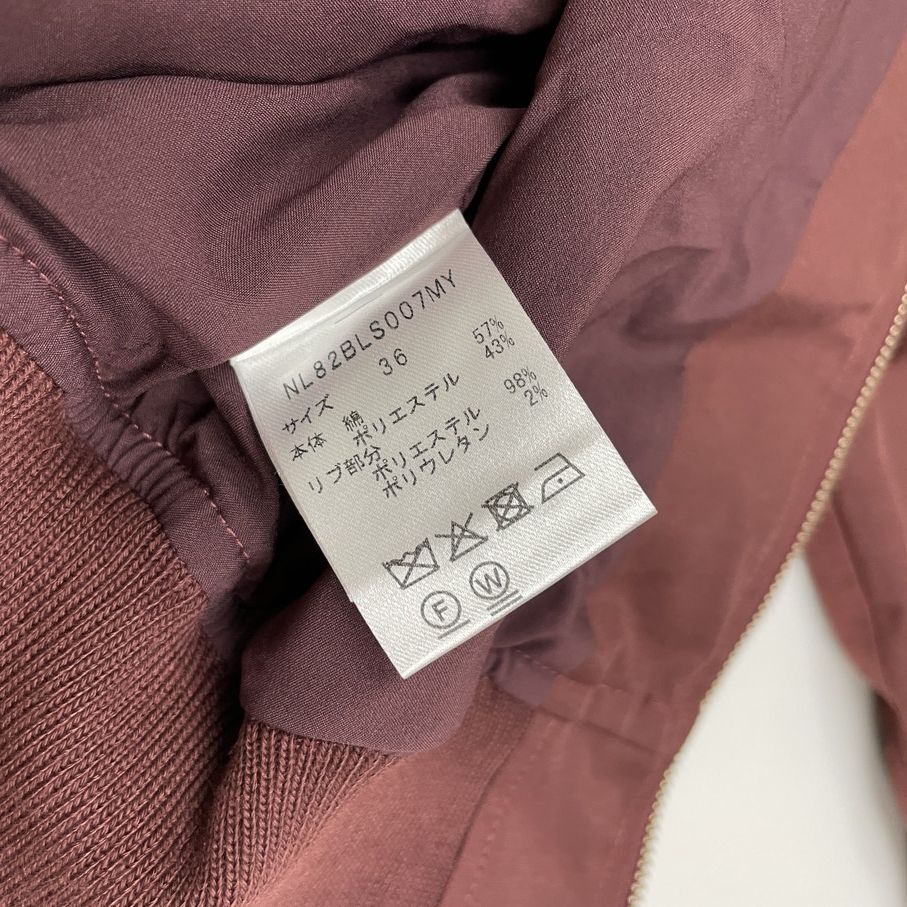 NL82BLS007MY
サイズ 36
本体 綿 57%
ポリエステル 43%
リブ部分
ポリエステル 98%
ポリウレタン 2%
F W